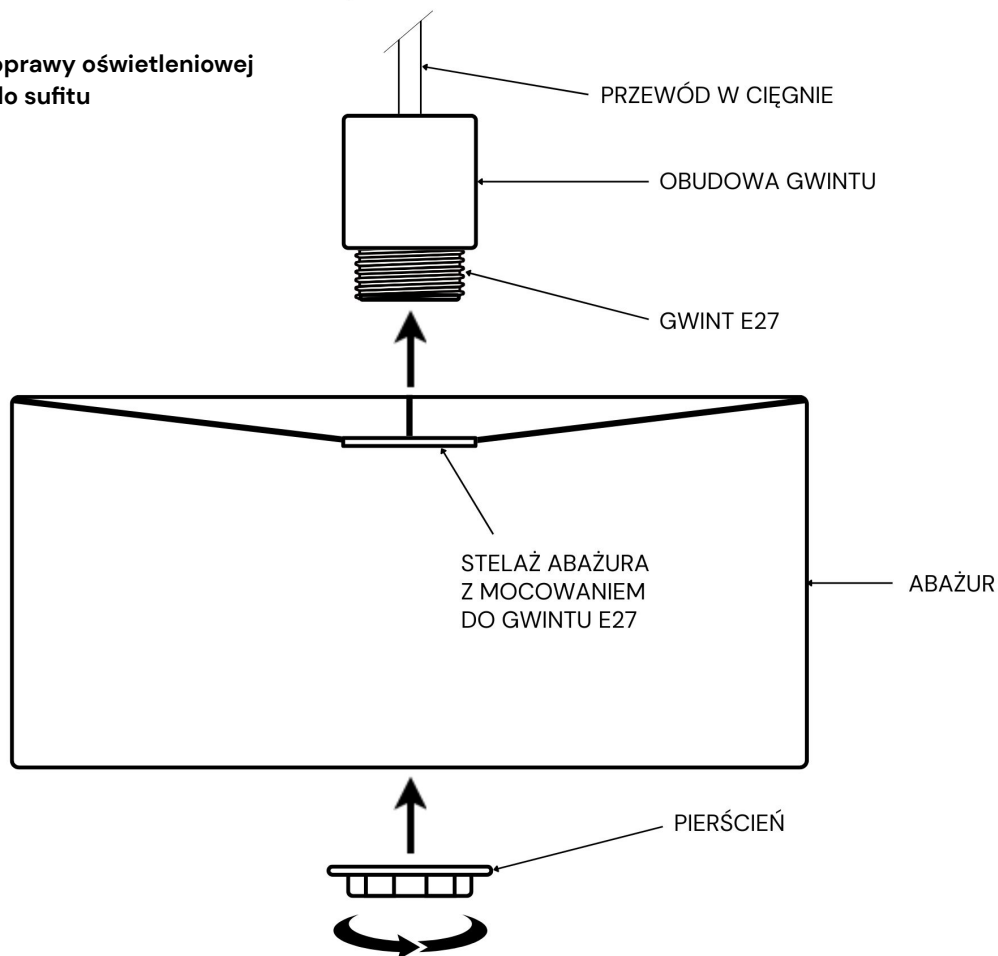 oprawy oświetleniowej
do sufitu
PRZEWÓD W CIĘGNIE
OBUDOWA GWINTU
GWINT E27
STELAŻ ABAŻURA
Z MOCOWANIEM
DO GWINTU E27
ABAŻUR
PIERŚCIEŃ